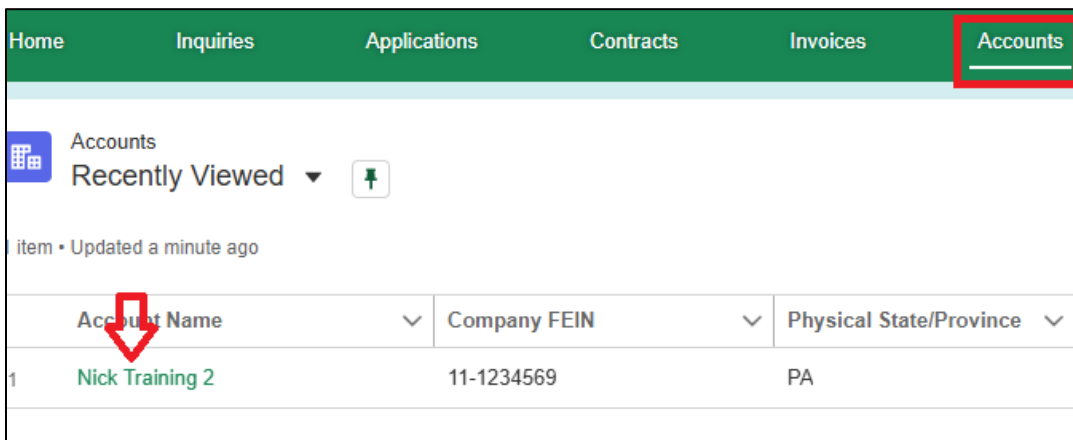 Home Inquiries Applications Contracts Invoices Accounts
Accounts
Recently Viewed
item • Updated a minute ago
Account Name Company FEIN Physical State/Province
1 Nick Training 2 11-1234569 PA